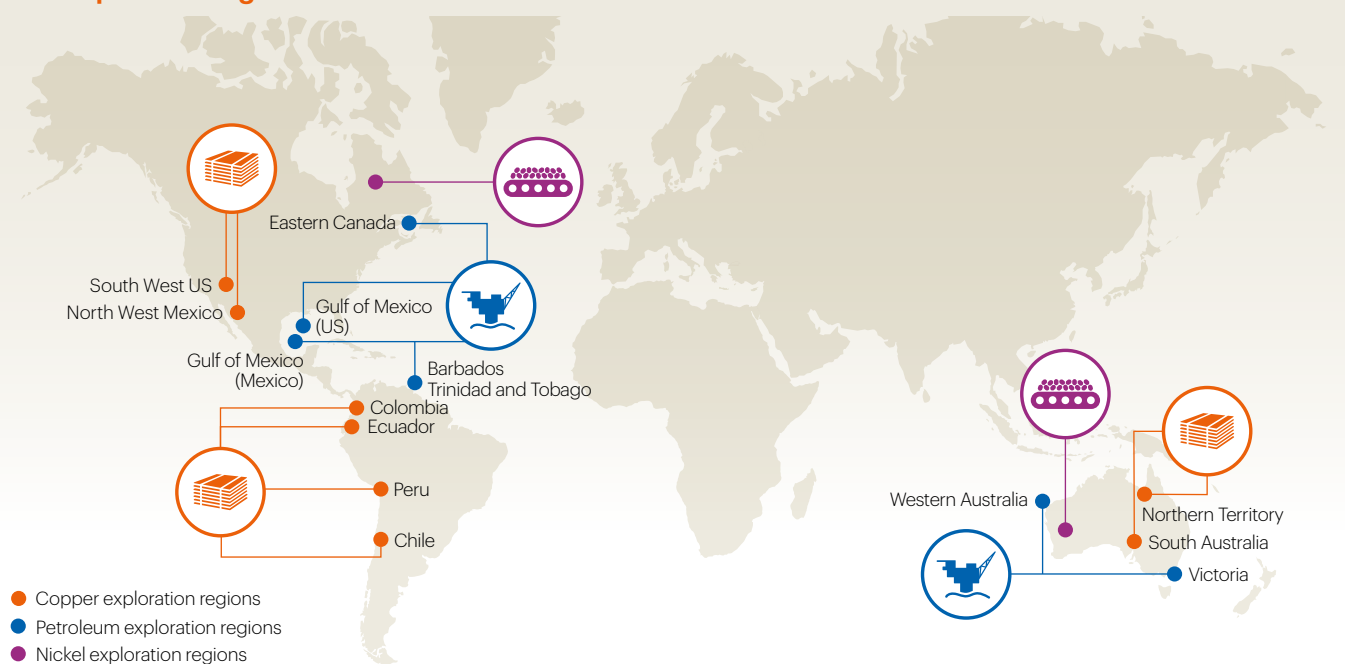 Eastern Canada
South West US
North West Mexico
Gulf of Mexico
(US)
Gulf of Mexico
(Mexico)
Barbados
Trinidad and Tobago
Colombia
Ecuador
Peru
Chile
Western Australia
Northern Territory
South Australia
Victoria
Copper exploration regions
Petroleum exploration regions
Nickel exploration regions